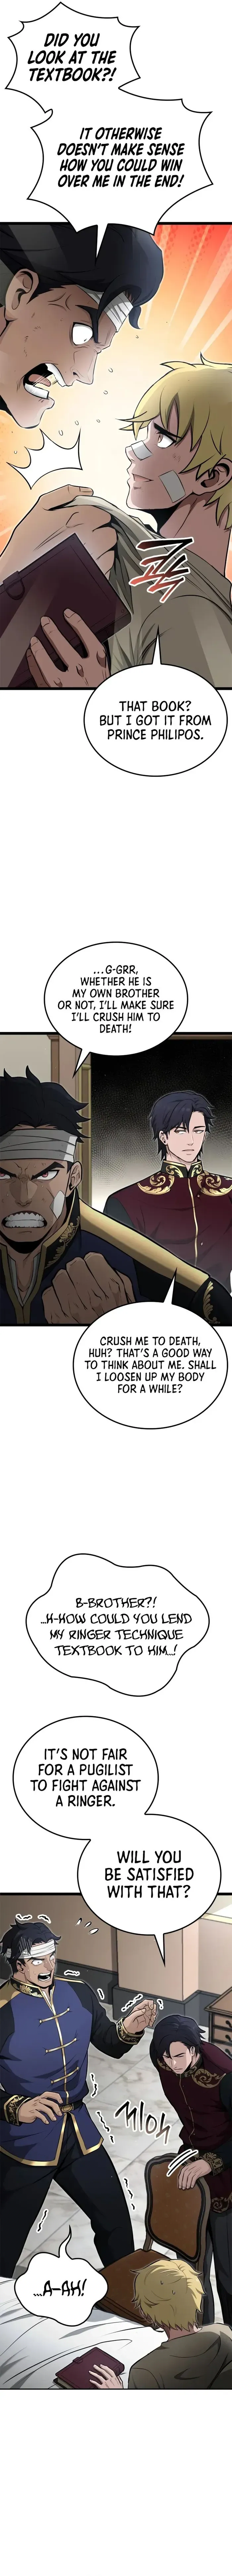 DID YOU
LOOK AT THE
TEXTBOOK?!
IT OTHERWISE
DOESN'T MAKE SENSE
HOW YOU COULD WIN
OVER ME IN THE END!
THAT BOOK?
BUT I GOT IT FROM
PRINCE PHILIPOS.
...G-GRR,
WHETHER HE IS
MY OWN BROTHER
OR NOT, I'LL MAKE SURE
I'LL CRUSH HIM TO
DEATH!
CRUSH ME TO DEATH,
HUH? THAT'S A GOOD WAY
TO THINK ABOUT ME. SHALL
I LOOSEN UP MY BODY
FOR A WHILE?
B-BROTHER?!
...H-HOW COULD YOU LEND
MY RINGER TECHNIQUE
TEXTBOOK TO HIM...!
IT'S NOT FAIR
FOR A PUGILIST
TO FIGHT AGAINST
A RINGER.
WILL YOU
BE SATISFIED
WITH THAT?
...A-AH!